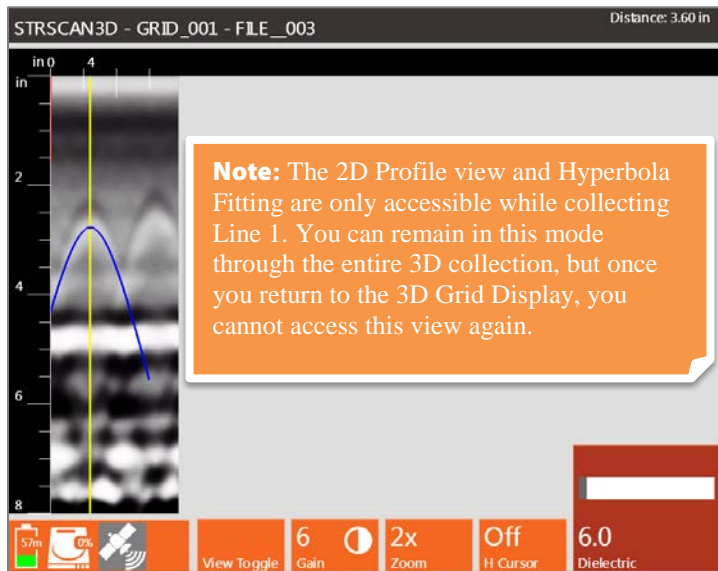 STRSCAN3D - GRID_001 - FILE__003
Distance: 3.60 in
in 0 4
in
2
4
6
8
Note: The 2D Profile view and Hyperbola
Fitting are only accessible while collecting
Line 1. You can remain in this mode
through the entire 3D collection, but once
you return to the 3D Grid Display, you
cannot access this view again.
57m
0%
View Toggle
6
Gain
2x
Zoom
Off
H Cursor
6.0
Dielectric